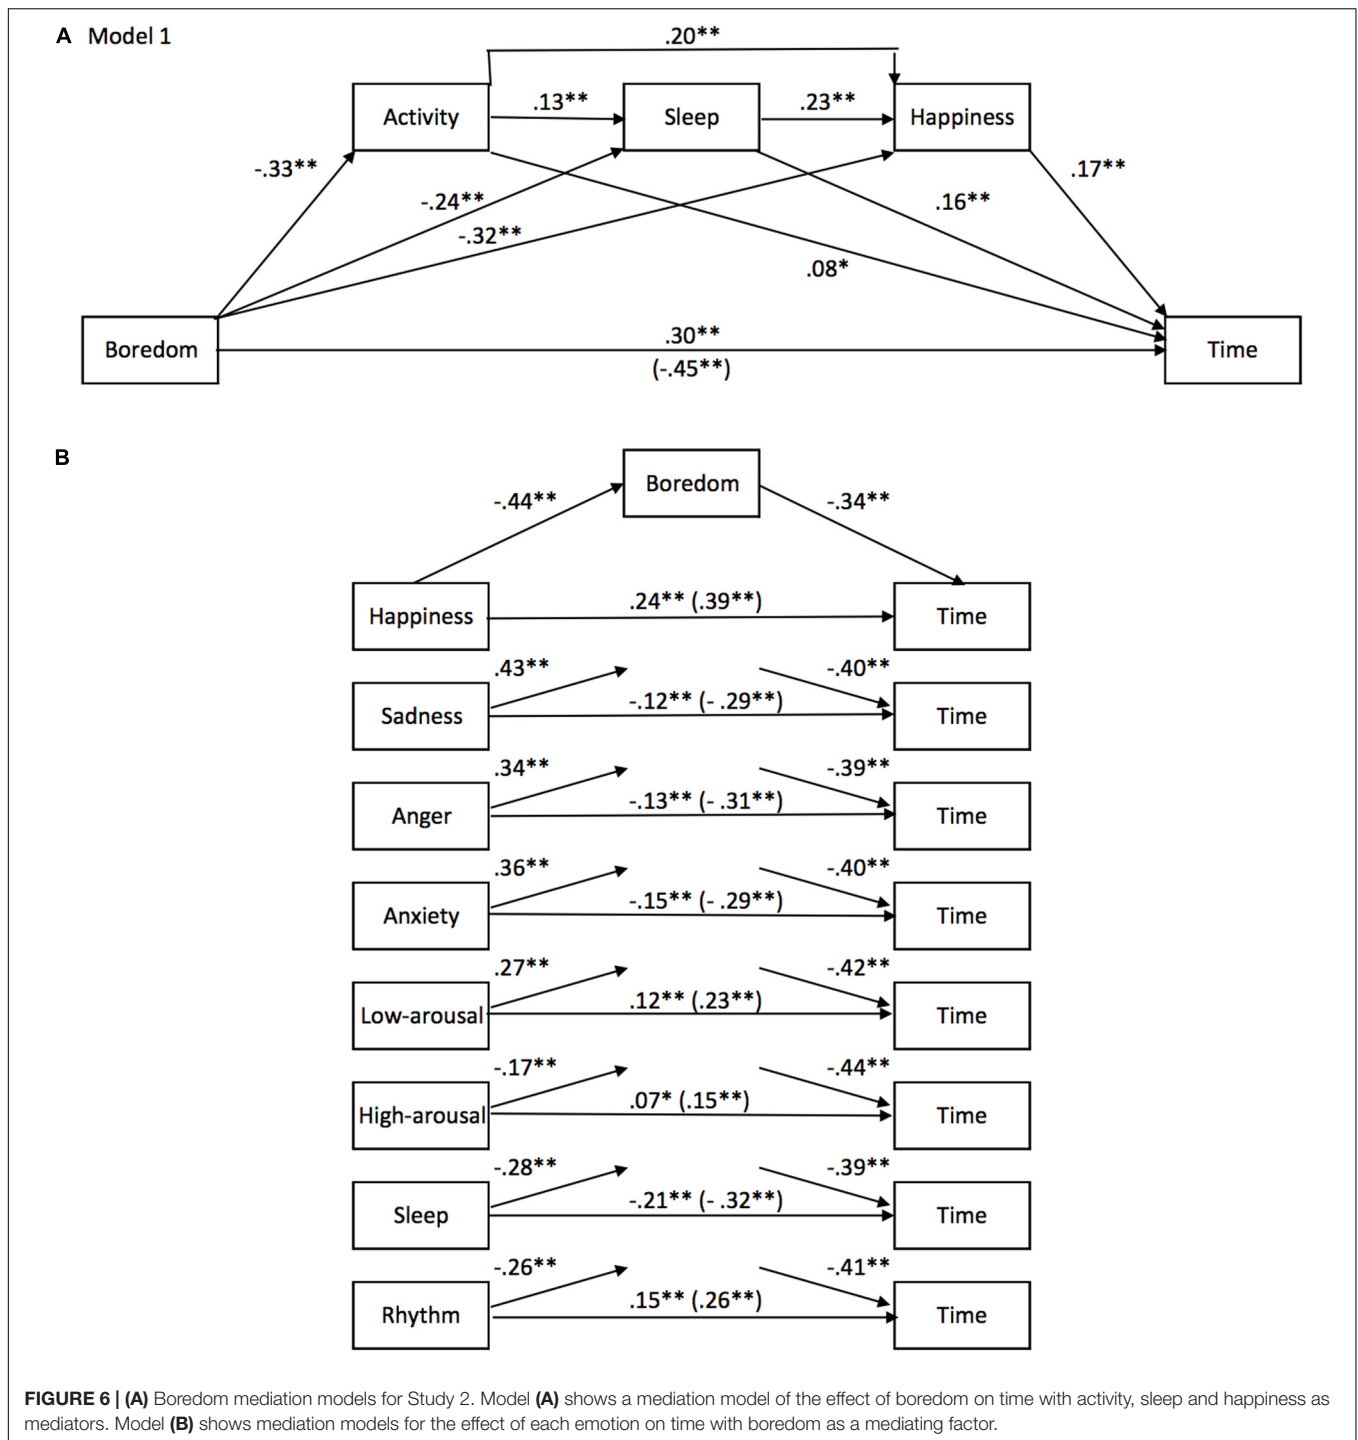 A Model 1
.20**
Activity
.13**
Sleep
.23**
Happiness
-.33**
.17**
-.24**
.16**
-.32**
.08*
Boredom
.30**
(-.45**)
Time
B
Boredom
-.44**
-.34**
Happiness
.24** (.39**)
Time
.43**
-.40**
Sadness
-.12** (- .29**)
Time
.34**
-.39**
Anger
-.13** (- .31**)
Time
.36**
-.40**
Anxiety
-.15** (- .29**)
Time
.27**
-.42**
Low-arousal
.12** (.23**)
Time
-.17**
-.44**
High-arousal
.07* (.15**)
Time
-.28**
-.39**
Sleep
-.21** (- .32**)
Time
-.26**
-.41**
Rhythm
.15** (.26**)
Time
FIGURE 6 | (A) Boredom mediation models for Study 2. Model (A) shows a mediation model of the effect of boredom on time with activity, sleep and happiness as
mediators. Model (B) shows mediation models for the effect of each emotion on time with boredom as a mediating factor.